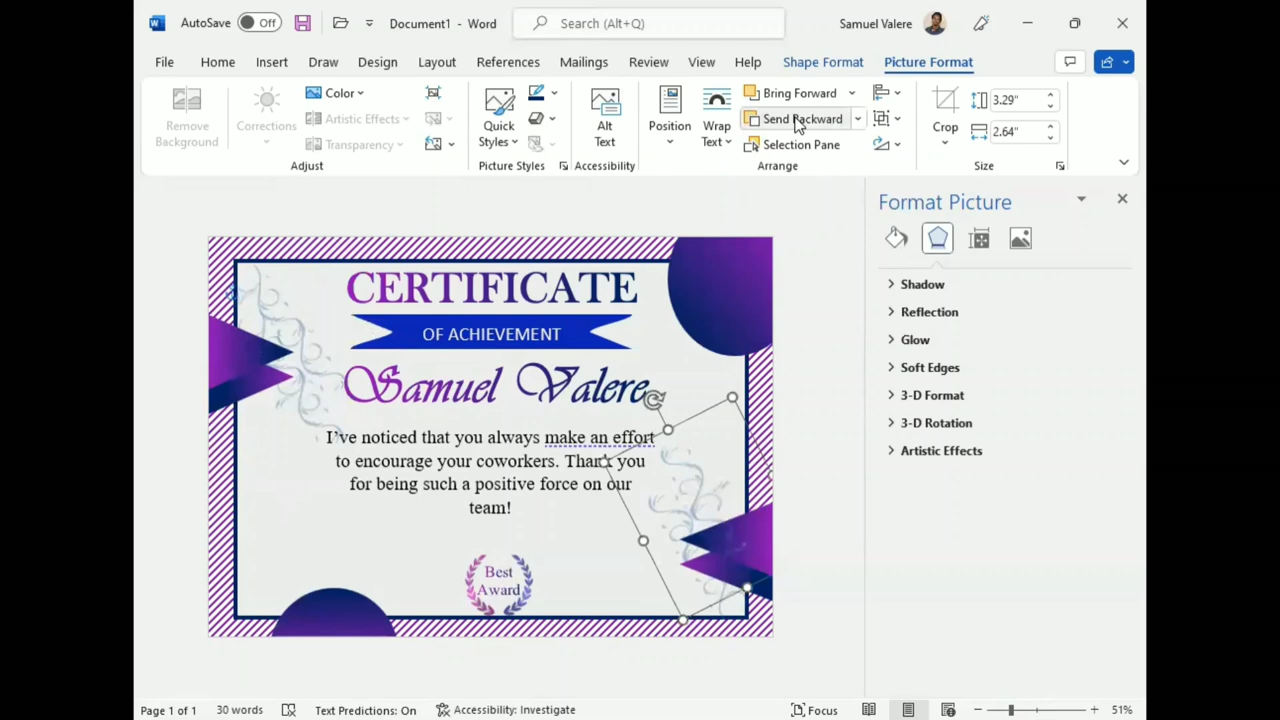 AutoSave Off Document1 - Word Search (Alt+Q) Samuel Valere
File Home Insert Draw Design Layout References Mailings Review View Help Shape Format Picture Format
Remove Background
Corrections
Color
Artistic Effects
Transparency
Adjust
Quick Styles
Picture Styles
Alt Text
Accessibility
Position
Wrap Text
Bring Forward
Send Backward
Selection Pane
Arrange
Crop
3.29"
2.64"
Size
Format Picture
Shadow
Reflection
Glow
Soft Edges
3-D Format
3-D Rotation
Artistic Effects
CERTIFICATE
OF ACHIEVEMENT
Samuel Valere
I've noticed that you always make an effort
to encourage your coworkers. Thank you
for being such a positive force on our
team!
Best
Award
Page 1 of 1 30 words Text Predictions: On Accessibility: Investigate Focus 51%